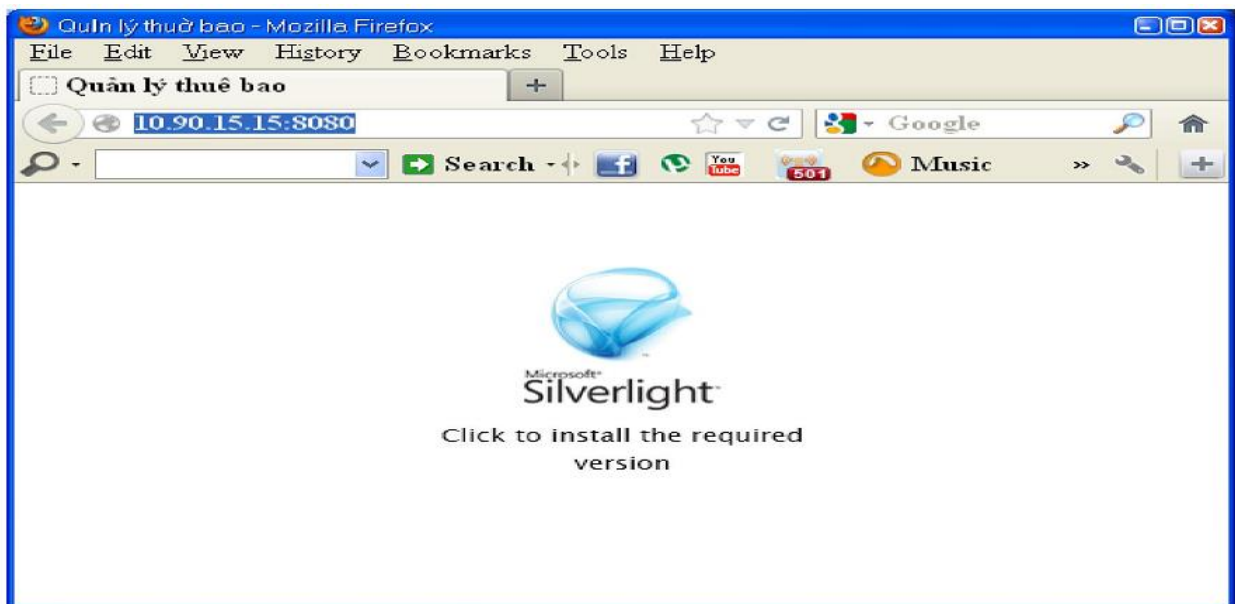 QuIn lý thuờ bao - Mozilla Firefox
File Edit View History Bookmarks Tools Help
Quản lý thuê bao
10.90.15.15:8080
Google
Search
You Tube
501
Music
Microsoft
Silverlight
Click to install the required
version